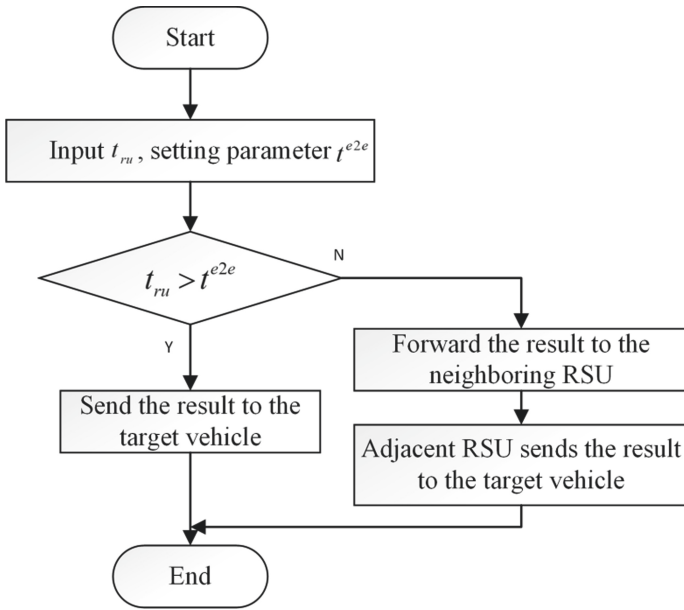 Start
Input t_ru, setting parameter t^e2e
t_ru > t^e2e
N
Y
Forward the result to the
neighboring RSU
Send the result to the
target vehicle
Adjacent RSU sends the result
to the target vehicle
End